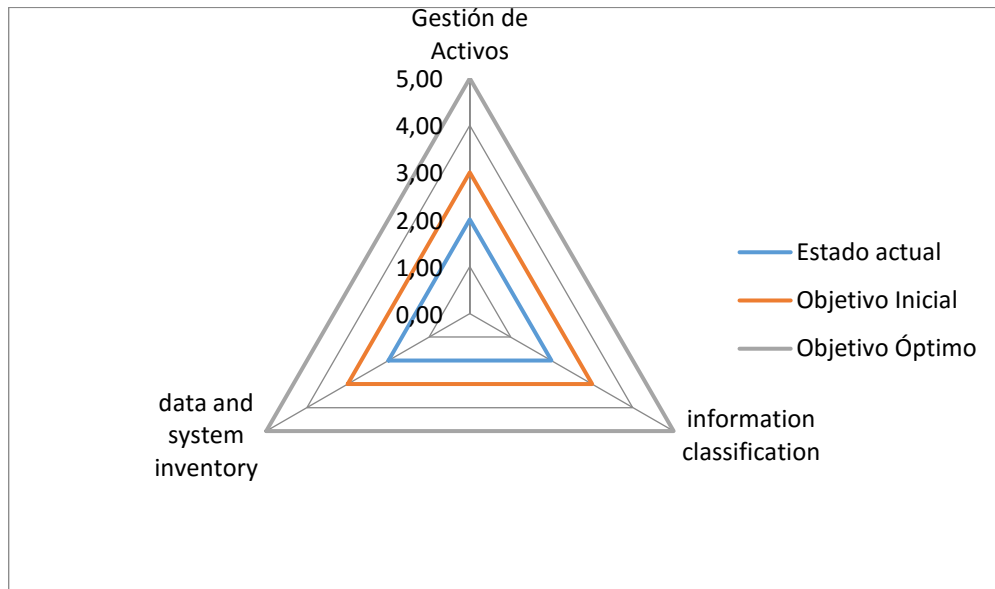 Gestión de
Activos
5,00
4,00
3,00
2,00
1,00
0,00
Estado actual
Objetivo Inicial
Objetivo Óptimo
data and
system
inventory
information
classification